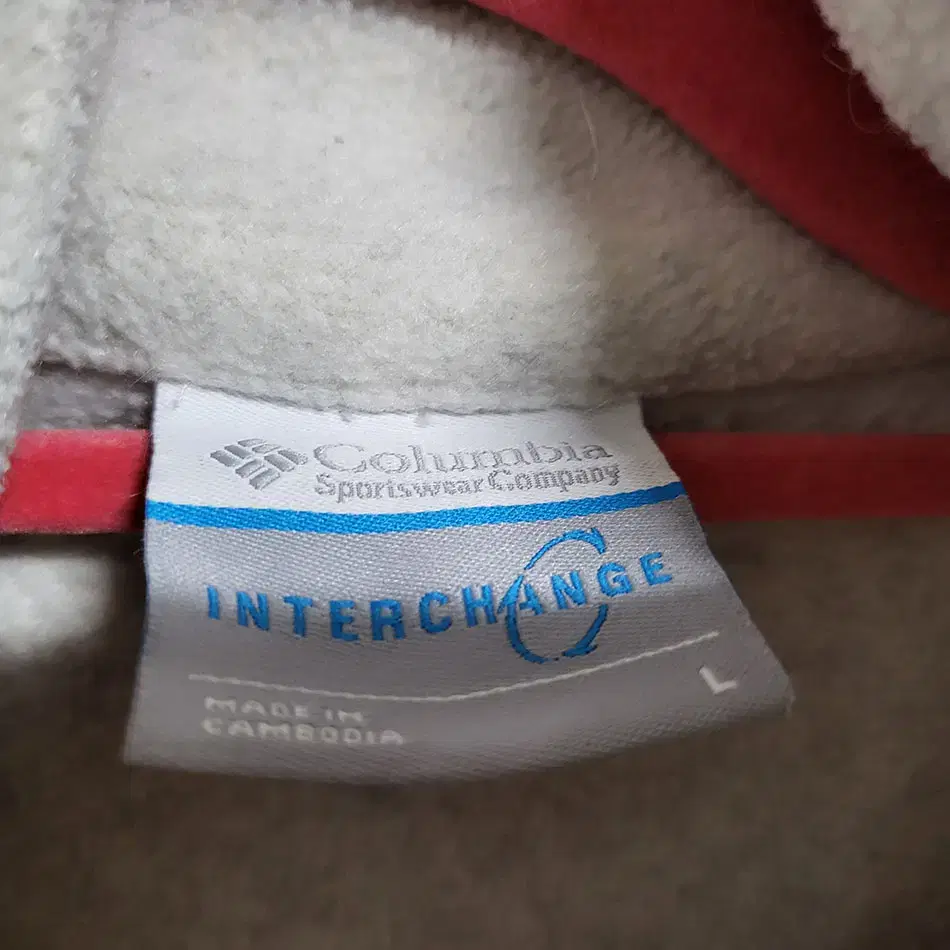 Columbia
Sportswear Company
INTERCHANGE
L
MADE IN
CAMBODIA